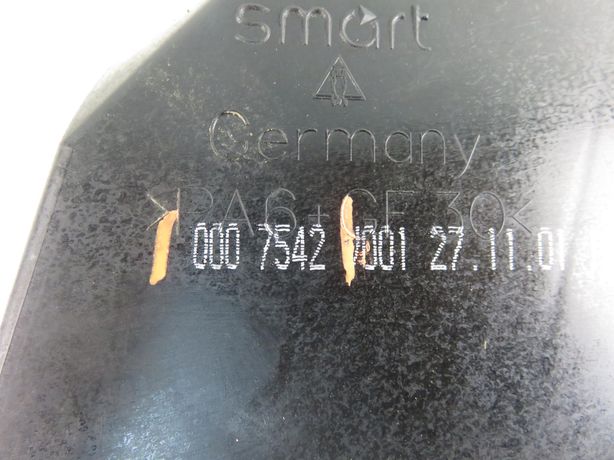 smart
Germany
>PA6+GF 30<
000 7542 V001 27.11.01